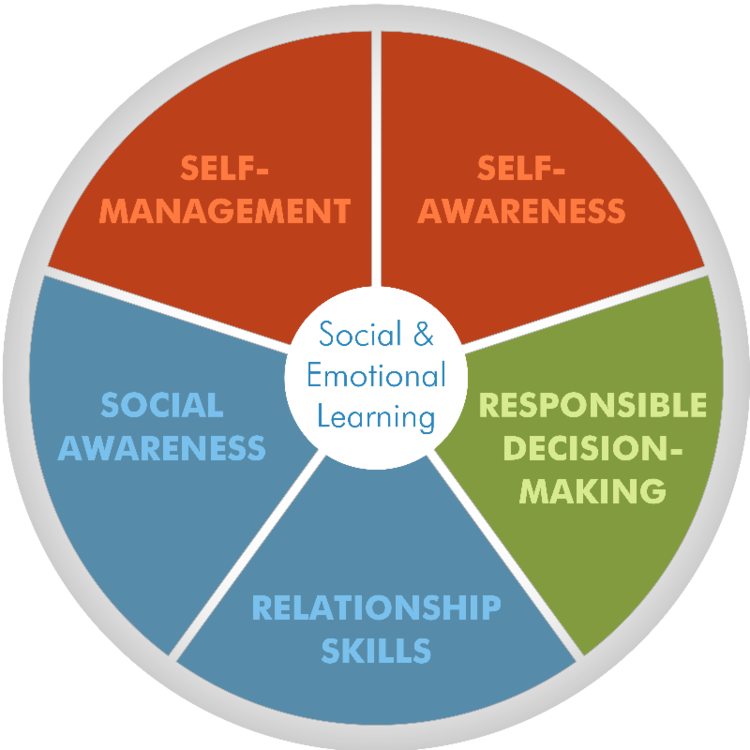 SELF-
MANAGEMENT
SELF-
AWARENESS
Social &
Emotional
Learning
SOCIAL
AWARENESS
RESPONSIBLE
DECISION-
MAKING
RELATIONSHIP
SKILLS